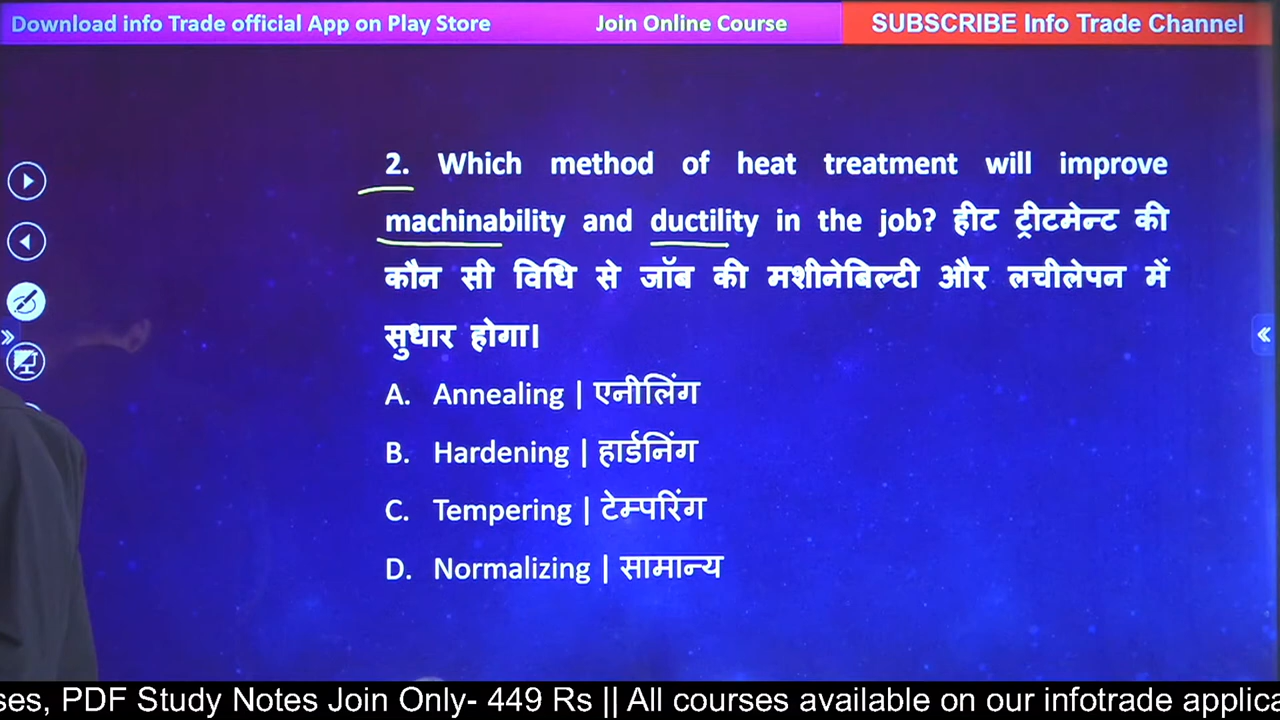 Download info Trade official App on Play Store Join Online Course SUBSCRIBE Info Trade Channel
2. Which method of heat treatment will improve
machinability and ductility in the job? हीट ट्रीटमेन्ट की
कौन सी विधि से जॉब की मशीनेबिल्टी और लचीलेपन में
सुधार होगा।
A. Annealing | एनीलिंग
B. Hardening | हार्डनिंग
C. Tempering | टेम्परिंग
D. Normalizing | सामान्य
ses, PDF Study Notes Join Only- 449 Rs || All courses available on our infotrade applica